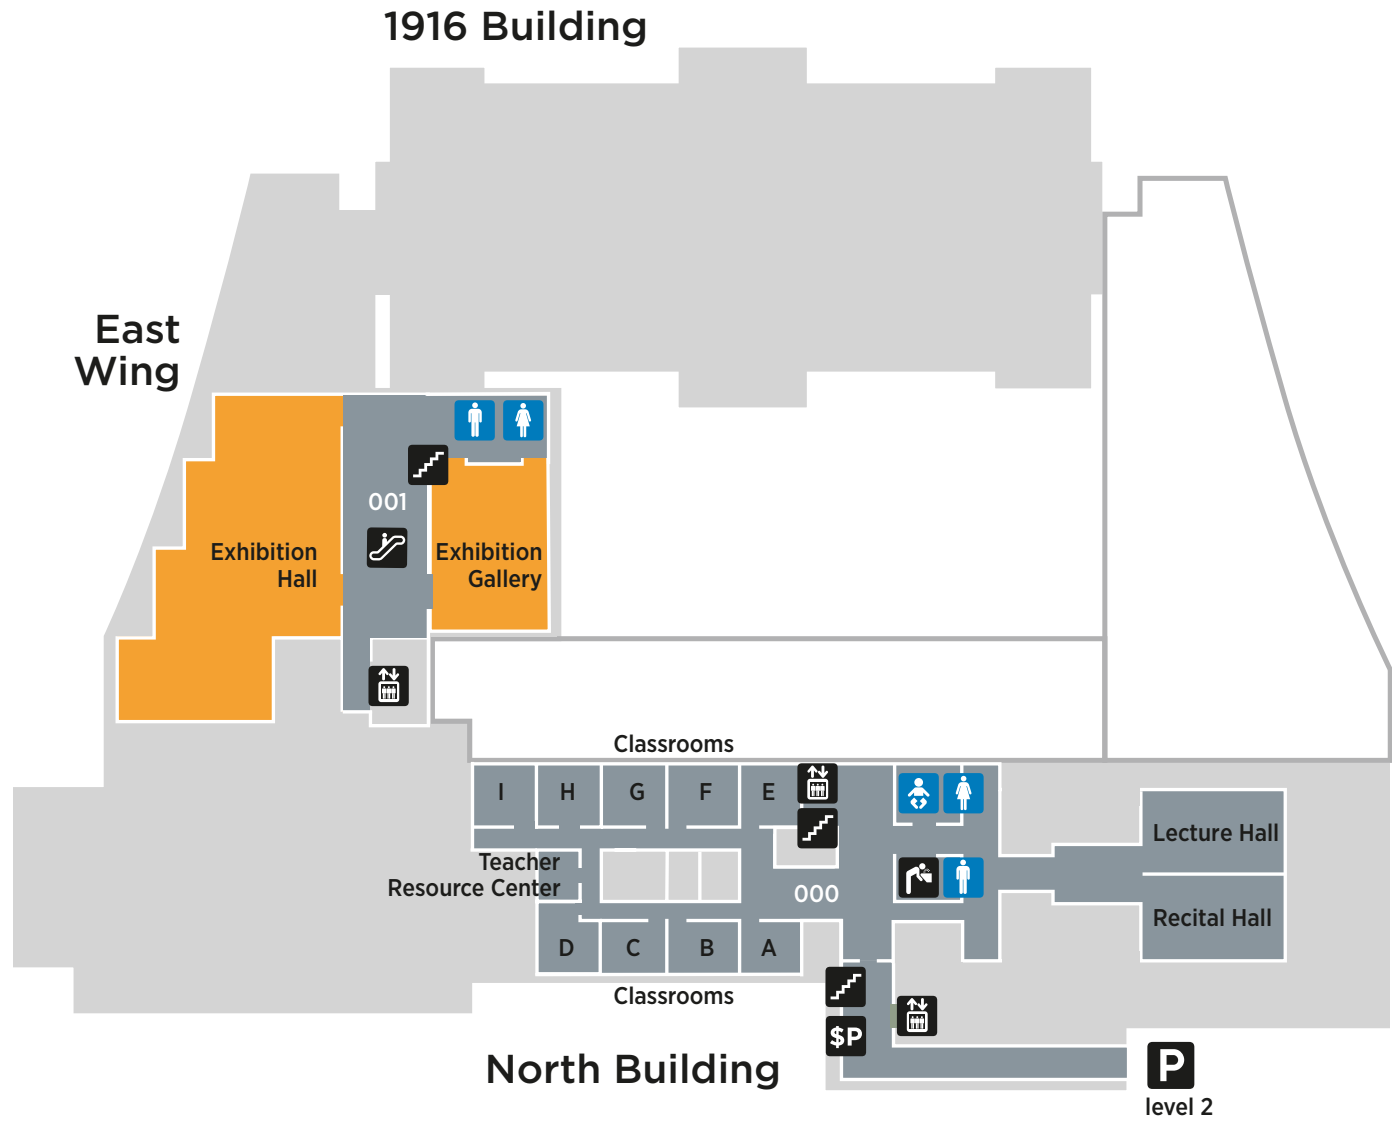 1916 Building
East
Wing
001
Exhibition
Hall
Exhibition
Gallery
Classrooms
I
H
G
F
E
Teacher
Resource Center
000
Lecture Hall
Recital Hall
D
C
B
A
Classrooms
$P
North Building
P
level 2